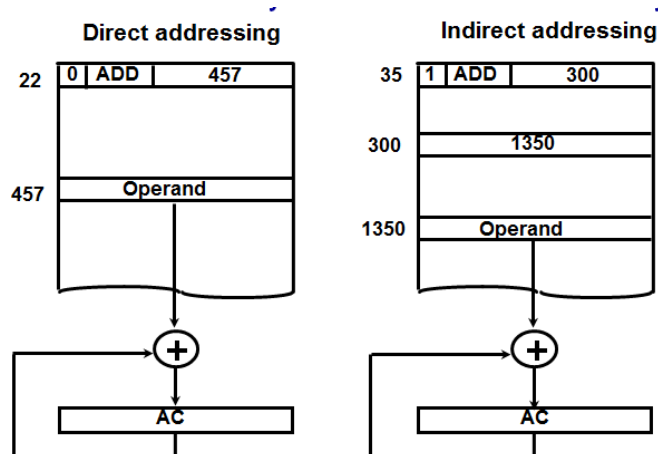 Direct addressing
22 0 ADD 457
457 Operand
+
AC
Indirect addressing
35 1 ADD 300
300 1350
1350 Operand
+
AC